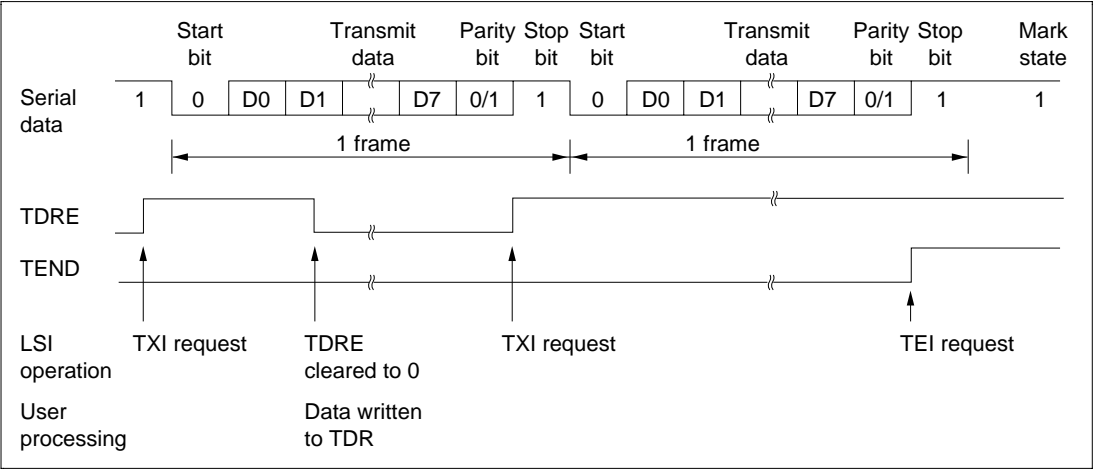 Start Transmit Parity Stop Start Transmit Parity Stop Mark
bit data bit bit bit data bit bit state
Serial data 1 0 D0 D1 D7 0/1 1 0 D0 D1 D7 0/1 1 1
1 frame 1 frame
TDRE
TEND
LSI TXI request TDRE TXI request TEI request
operation cleared to 0
User Data written
processing to TDR